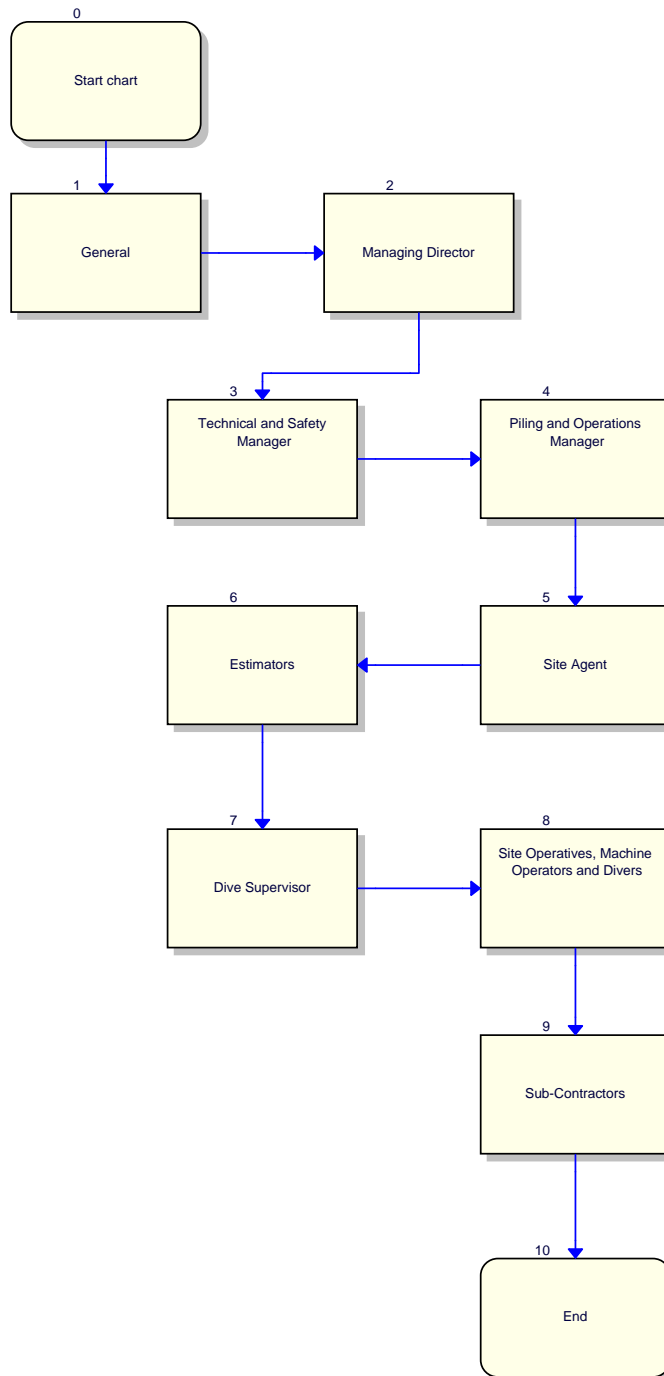 0
Start chart
1
General
2
Managing Director
3
Technical and Safety
Manager
4
Piling and Operations
Manager
5
Site Agent
6
Estimators
7
Dive Supervisor
8
Site Operatives, Machine
Operators and Divers
9
Sub-Contractors
10
End